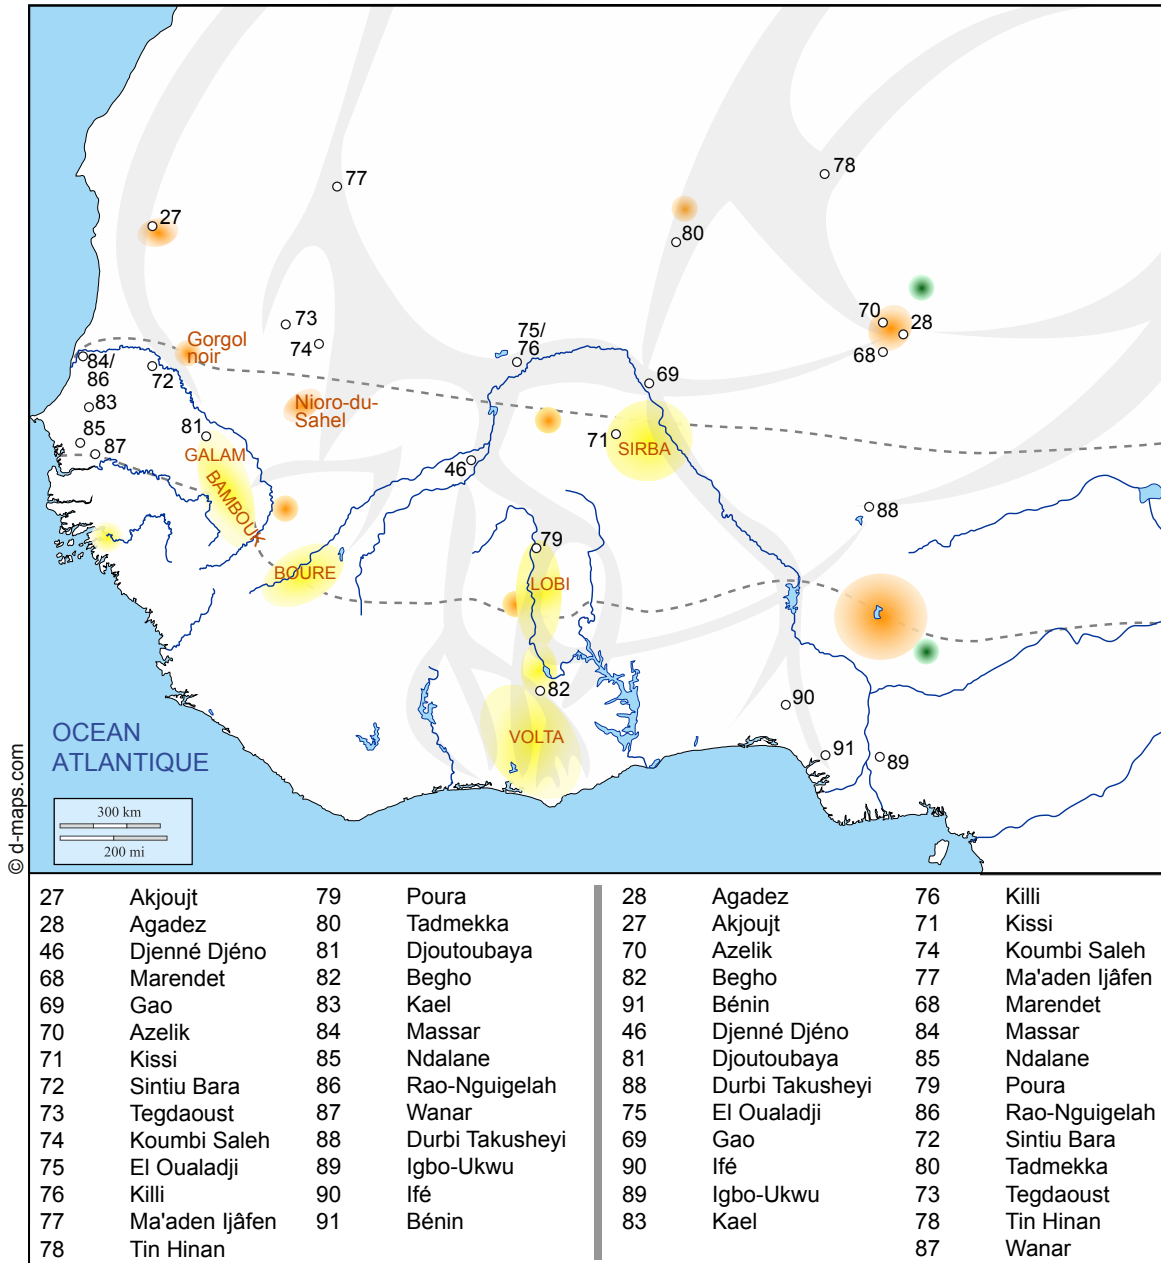 77
78
27
80
70
28
68
73
74
75/
76
Gorgol
noir
84/
86
72
69
83
Nioro-du-
Sahel
85
87
81
GALAM
BAMBOUK
46
71
SIRBA
88
79
BOURE
LOBI
82
90
VOLTA
91
89
OCEAN
ATLANTIQUE
300 km
200 mi
© d-maps.com
27 Akjoujt
28 Agadez
46 Djenné Djéno
68 Marendet
69 Gao
70 Azelik
71 Kissi
72 Sintiu Bara
73 Tegdaoust
74 Koumbi Saleh
75 El Oualadji
76 Killi
77 Ma'aden Ijâfen
78 Tin Hinan
79 Poura
80 Tadmekka
81 Djoutoubaya
82 Begho
83 Kael
84 Massar
85 Ndalane
86 Rao-Nguigelah
87 Wanar
88 Durbi Takusheyi
89 Igbo-Ukwu
90 Ifé
91 Bénin
28 Agadez
27 Akjoujt
70 Azelik
82 Begho
91 Bénin
46 Djenné Djéno
81 Djoutoubaya
88 Durbi Takusheyi
75 El Oualadji
69 Gao
90 Ifé
89 Igbo-Ukwu
83 Kael
76 Killi
71 Kissi
74 Koumbi Saleh
77 Ma'aden Ijâfen
68 Marendet
84 Massar
85 Ndalane
79 Poura
86 Rao-Nguigelah
72 Sintiu Bara
80 Tadmekka
73 Tegdaoust
78 Tin Hinan
87 Wanar